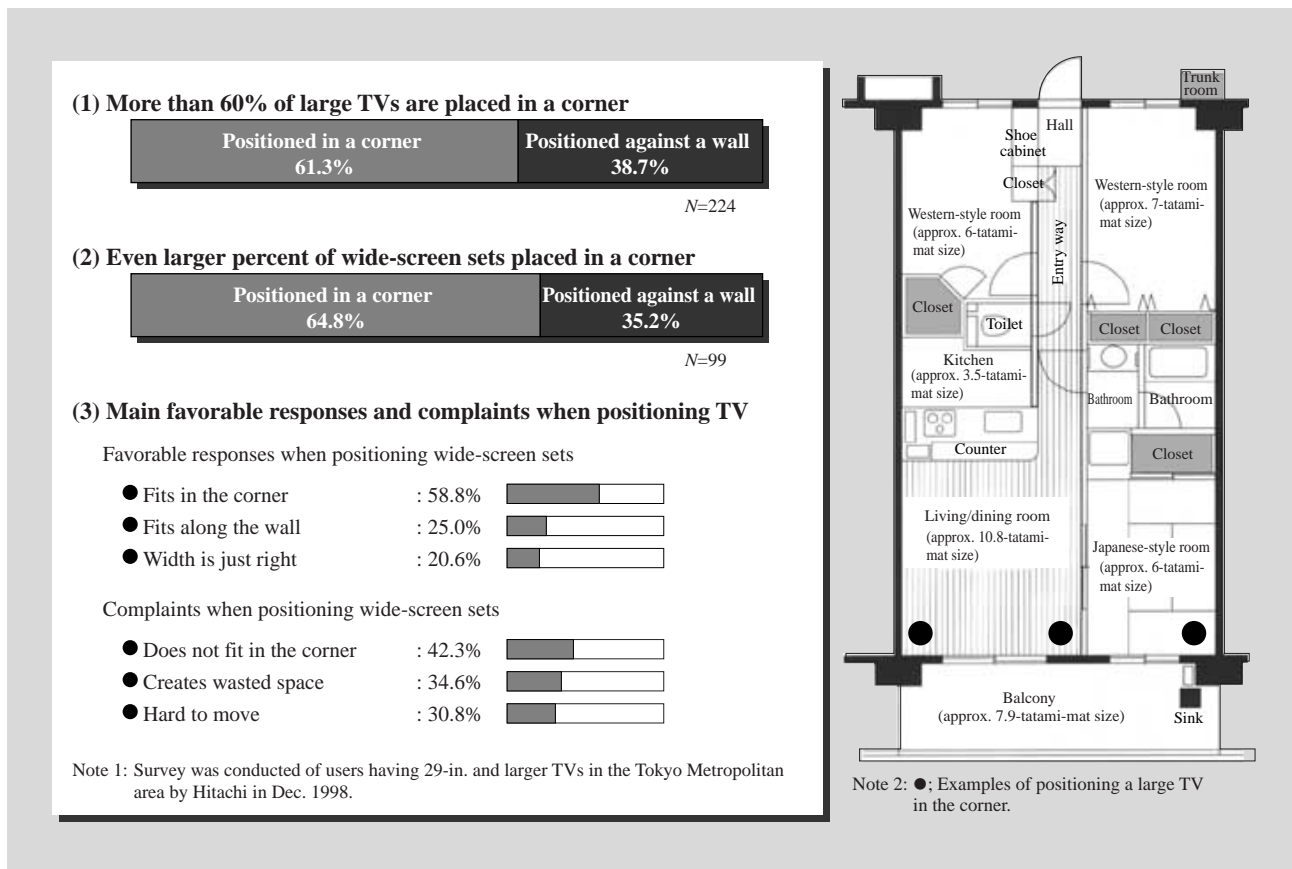 (1) More than 60% of large TVs are placed in a corner
Positioned in a corner
61.3%
Positioned against a wall
38.7%
N=224
(2) Even larger percent of wide-screen sets placed in a corner
Positioned in a corner
64.8%
Positioned against a wall
35.2%
N=99
(3) Main favorable responses and complaints when positioning TV
Favorable responses when positioning wide-screen sets
● Fits in the corner : 58.8%
● Fits along the wall : 25.0%
● Width is just right : 20.6%
Complaints when positioning wide-screen sets
● Does not fit in the corner : 42.3%
● Creates wasted space : 34.6%
● Hard to move : 30.8%
Note 1: Survey was conducted of users having 29-in. and larger TVs in the Tokyo Metropolitan
area by Hitachi in Dec. 1998.
Trunk
room
Hall
Shoe
cabinet
Closet
Western-style room
(approx. 7-tatami-
mat size)
Western-style room
(approx. 6-tatami-
mat size)
Entry way
Closet
Toilet
Closet
Closet
Kitchen
(approx. 3.5-tatami-
mat size)
Bathroom
Bathroom
Counter
Closet
Living/dining room
(approx. 10.8-tatami-
mat size)
Japanese-style room
(approx. 6-tatami-
mat size)
Balcony
(approx. 7.9-tatami-mat size)
Sink
Note 2: ●; Examples of positioning a large TV
in the corner.